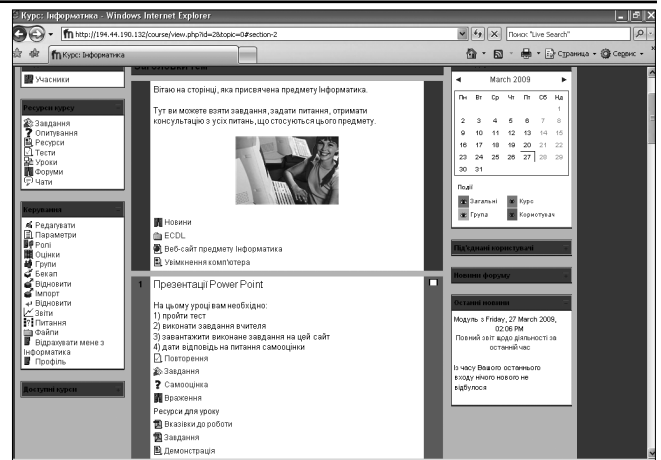 Курс: Інформатика - Windows Internet Explorer
http://194.44.190.132/course/view.php?id=28&topic=0#section-2
Поиск "Live Search"
Курс: Інформатика
Страница
Сервис
Учасники
Ресурси курсу
Завдання
Опитування
Ресурси
Тести
Уроки
Форуми
Чати
Керування
Редагувати
Параметри
Ролі
Оцінки
Групи
Бекап
Відновити
Імпорт
Відновити
Звіти
Питання
Файли
Відрахувати мене з
Інформатика
Профіль
Доступні курси
Заголовки тем
Вітаю на сторінці, яка присвячена предмету Інформатика.
Тут ви можете взяти завдання, задати питання, отримати
консультацію з усіх питань, що стосуються цього предмету.
Новини
ECDL
Веб-сайт предмету Інформатика
Увімкнення комп'ютера
1 Презентації Power Point
На цьому уроці вам необхідно:
1) пройти тест
2) виконати завдання вчителя
3) завантажити виконане завдання на цей сайт
4) дати відповідь на питання самооцінки
Повторення
Завдання
Самооцінка
Враження
Ресурси для уроку
Вказівки до роботи
Завдання
Демонстрація
March 2009
Пн Вт Ср Чт Пт Сб Нд
1
2 3 4 5 6 7 8
9 10 11 12 13 14 15
16 17 18 19 20 21 22
23 24 25 26 27 28 29
30 31
Події
Загальні Курс
Група Користувач
Під'єднані користувачі
Новини форуму
Останні новини
Модуль з Friday, 27 March 2009,
02:06 PM
Повний звіт щодо діяльності за
останній час
Із часу Вашого останнього
входу нічого нового не
відбулося